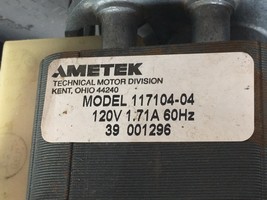 AMETEK
TECHNICAL MOTOR DIVISION
KENT, OHIO 44240
MODEL 117104-04
120V 1.71A 60Hz
39 001296